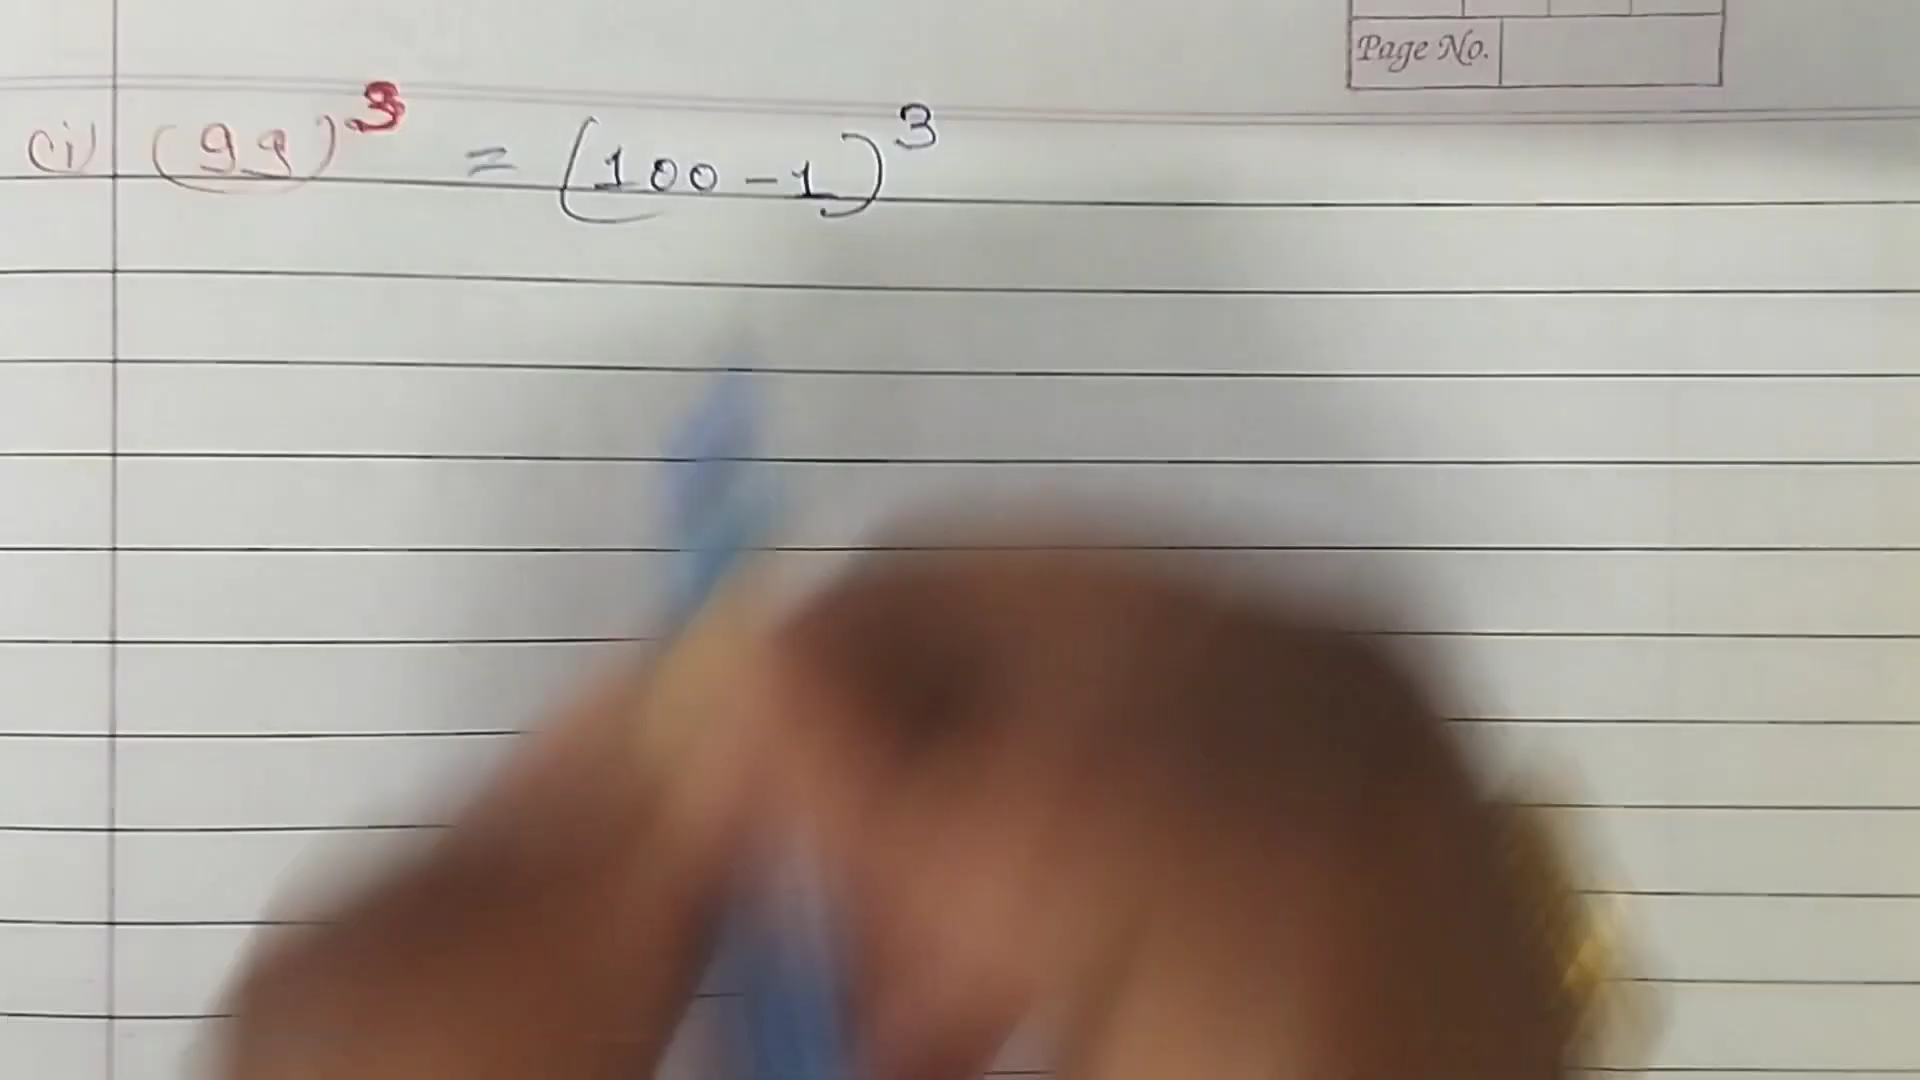 Page No.
(i) (99)³ = (100-1)³